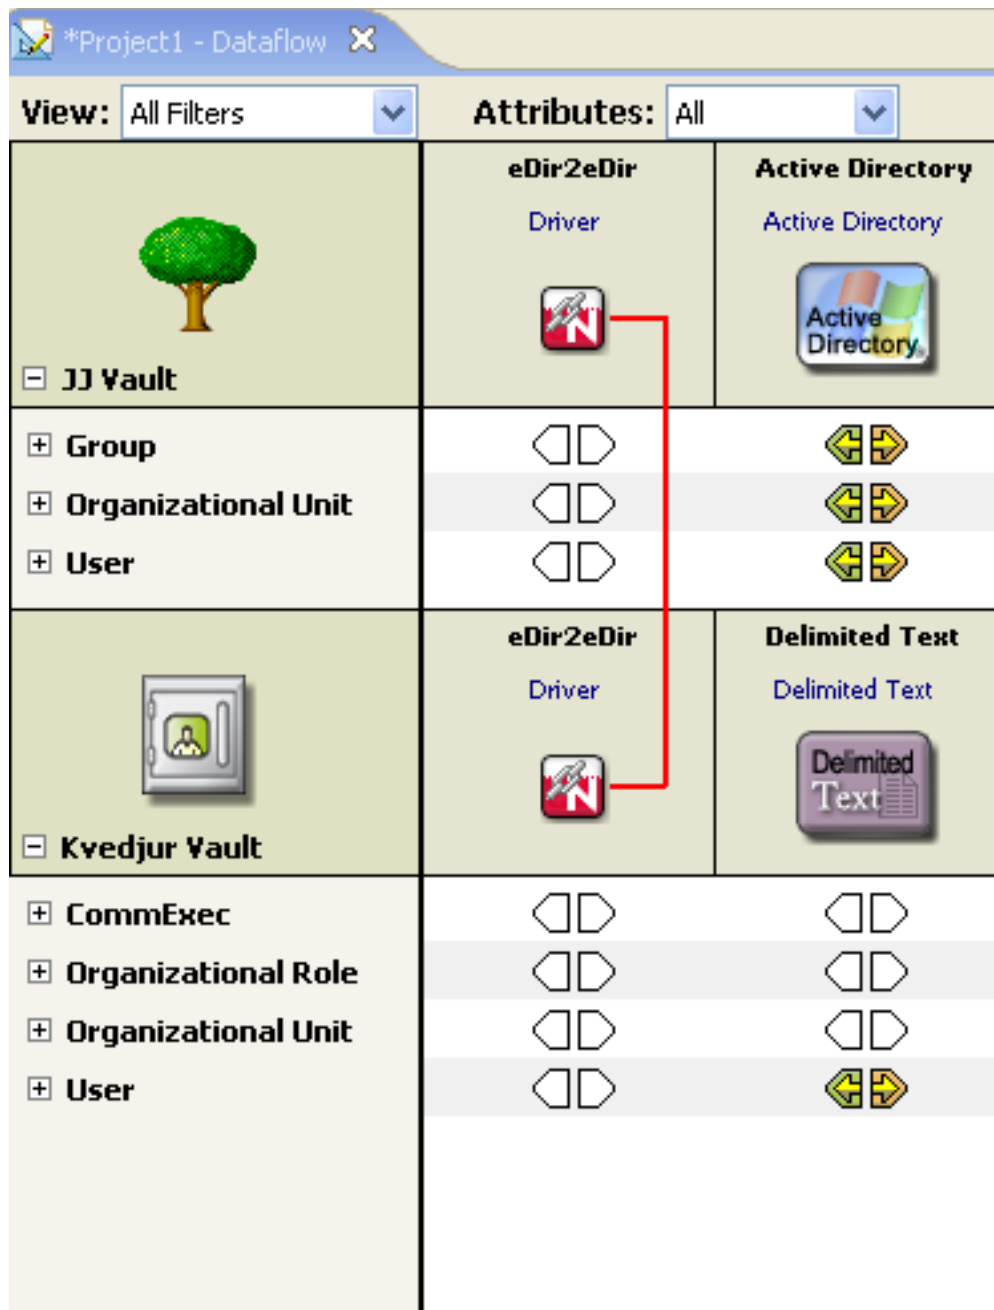 *Project1 - Dataflow
View: All Filters Attributes: All
eDir2eDir Active Directory
Driver Active Directory
N Active Directory
JJ Vault
Group
Organizational Unit
User
eDir2eDir Delimited Text
Driver Delimited Text
N Delimited Text
Kvedjur Vault
CommExec
Organizational Role
Organizational Unit
User